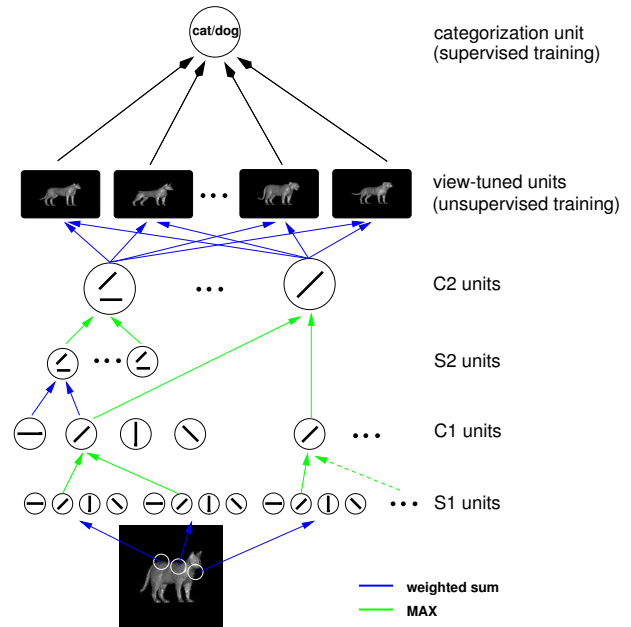 cat/dog
categorization unit
(supervised training)
view-tuned units
(unsupervised training)
C2 units
S2 units
C1 units
S1 units
weighted sum
MAX